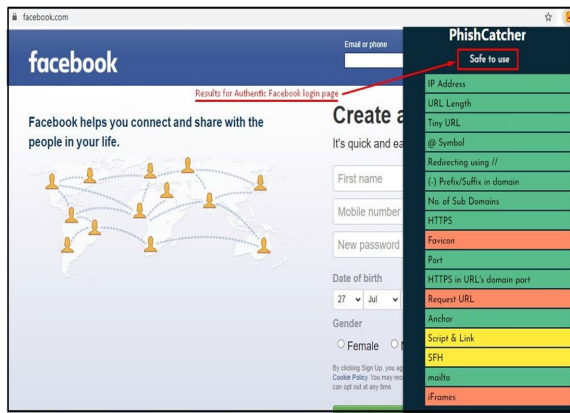 facebook.com
facebook
Email or phone
PhishCatcher
Safe to use
Results for Authentic Facebook login page
Facebook helps you connect and share with the
people in your life.
Create a
It's quick and ea
First name
Mobile number
New password
Date of birth
27 Jul
Gender
Female
By clicking Sign Up, you ag
Cookie Policy. You may rec
can opt out at any time.
IP Address
URL Length
Tiny URL
@ Symbol
Redirecting using //
(-) Prefix/Suffix in domain
No. of Sub Domains
HTTPS
Favicon
Port
HTTPS in URL's domain part
Request URL
Anchor
Script & Link
SFH
mailto
iFrames